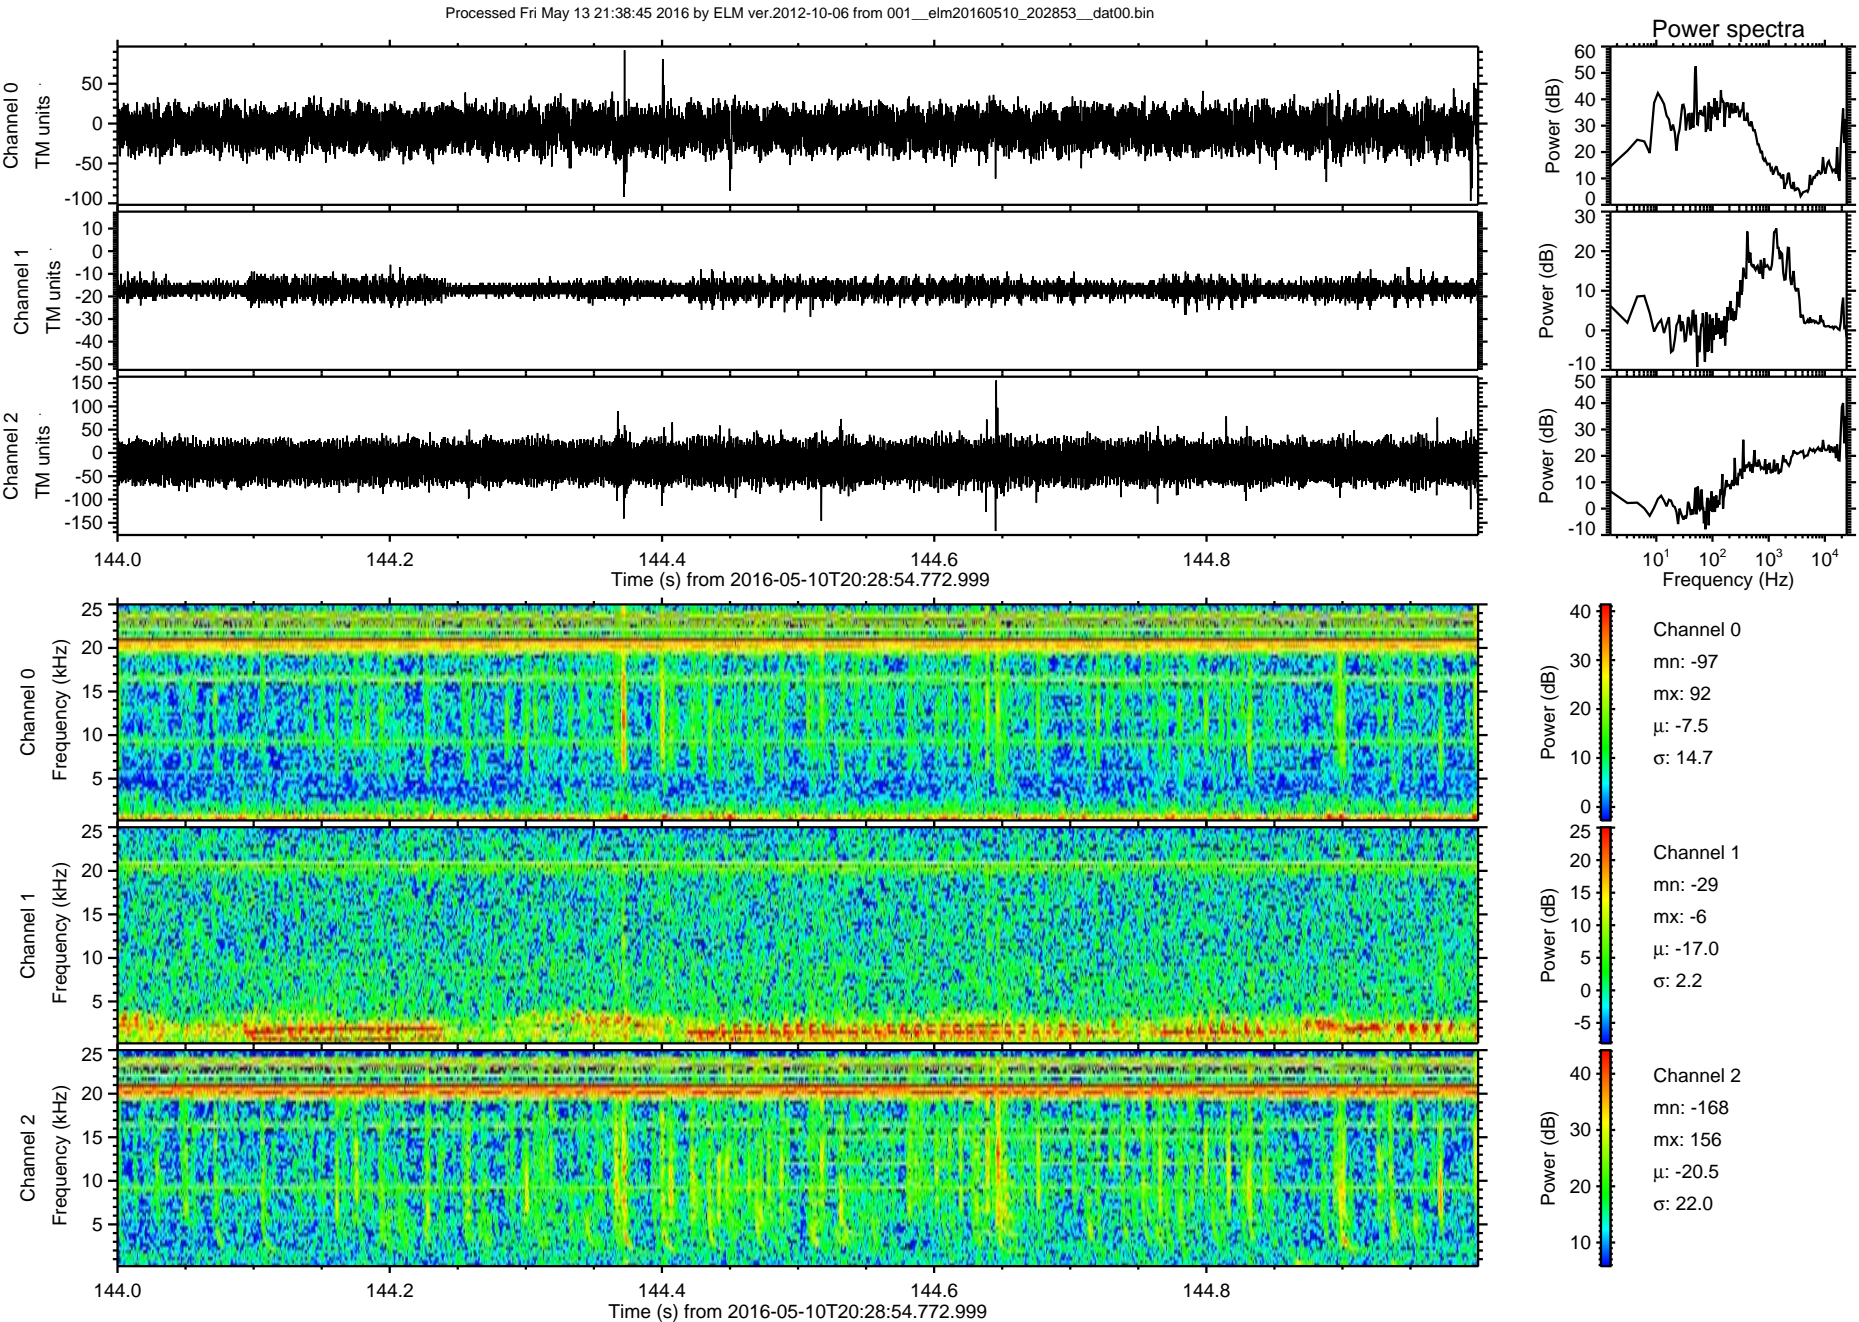 Processed Fri May 13 21:38:45 2016 by ELM ver.2012-10-06 from 001__elm20160510_202853__dat00.bin
Power spectra
Channel 0
TM units
50
0
-50
-100
Power (dB)
60
50
40
30
20
10
0
Channel 1
TM units
10
0
-10
-20
-30
-40
-50
Power (dB)
30
20
10
0
-10
Channel 2
TM units
150
100
50
0
-50
-100
-150
Power (dB)
50
40
30
20
10
0
-10
144.0 144.2 144.4 144.6 144.8
Time (s) from 2016-05-10T20:28:54.772.999
10^1 10^2 10^3 10^4
Frequency (Hz)
Channel 0
Frequency (kHz)
25
20
15
10
5
Power (dB)
40
30
20
10
0
Channel 0
mn: -97
mx: 92
µ: -7.5
σ: 14.7
Channel 1
Frequency (kHz)
25
20
15
10
5
Power (dB)
25
20
15
10
5
0
-5
Channel 1
mn: -29
mx: -6
µ: -17.0
σ: 2.2
Channel 2
Frequency (kHz)
25
20
15
10
5
Power (dB)
40
30
20
10
Channel 2
mn: -168
mx: 156
µ: -20.5
σ: 22.0
144.0 144.2 144.4 144.6 144.8
Time (s) from 2016-05-10T20:28:54.772.999